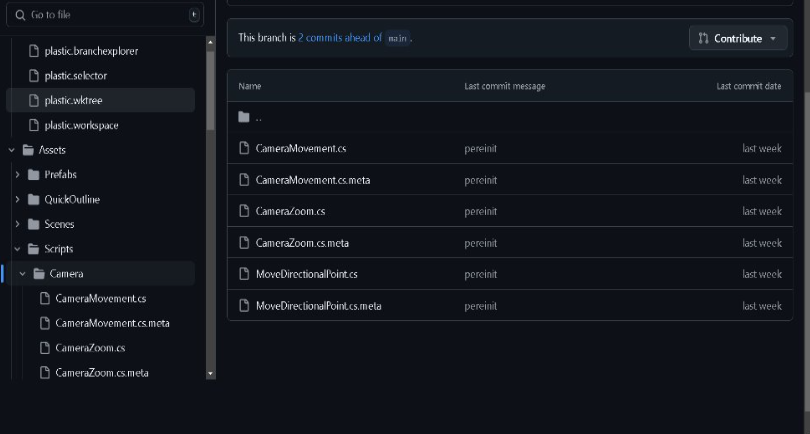 Go to file
t
plastic.branchexplorer
plastic.selector
plastic.wktree
plastic.workspace
Assets
Prefabs
QuickOutline
Scenes
Scripts
Camera
CameraMovement.cs
CameraMovement.cs.meta
CameraZoom.cs
CameraZoom.cs.meta
This branch is 2 commits ahead of main .
Contribute
Name Last commit message Last commit date
..
CameraMovement.cs pereinit last week
CameraMovement.cs.meta pereinit last week
CameraZoom.cs pereinit last week
CameraZoom.cs.meta pereinit last week
MoveDirectionalPoint.cs pereinit last week
MoveDirectionalPoint.cs.meta pereinit last week